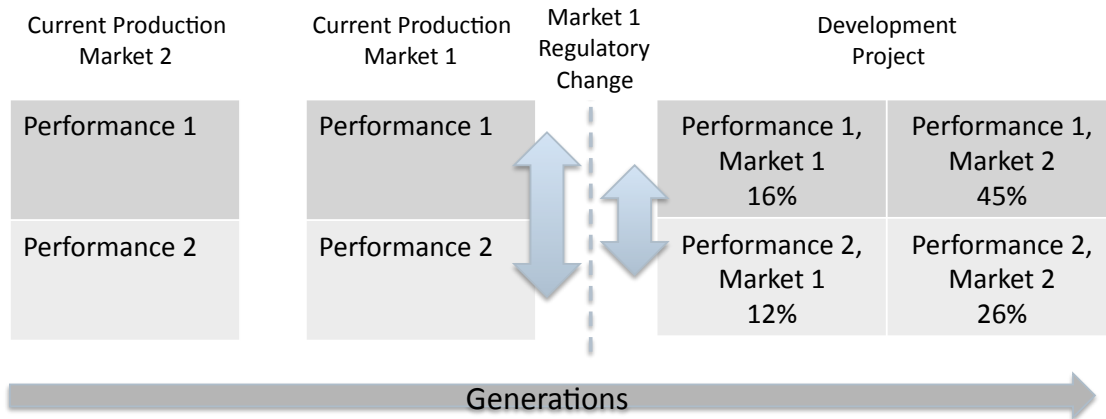 Current Production
Market 2
Current Production
Market 1
Market 1
Regulatory
Change
Development
Project
Performance 1
Performance 1
Performance 1,
Market 1
16%
Performance 1,
Market 2
45%
Performance 2
Performance 2
Performance 2,
Market 1
12%
Performance 2,
Market 2
26%
Generations